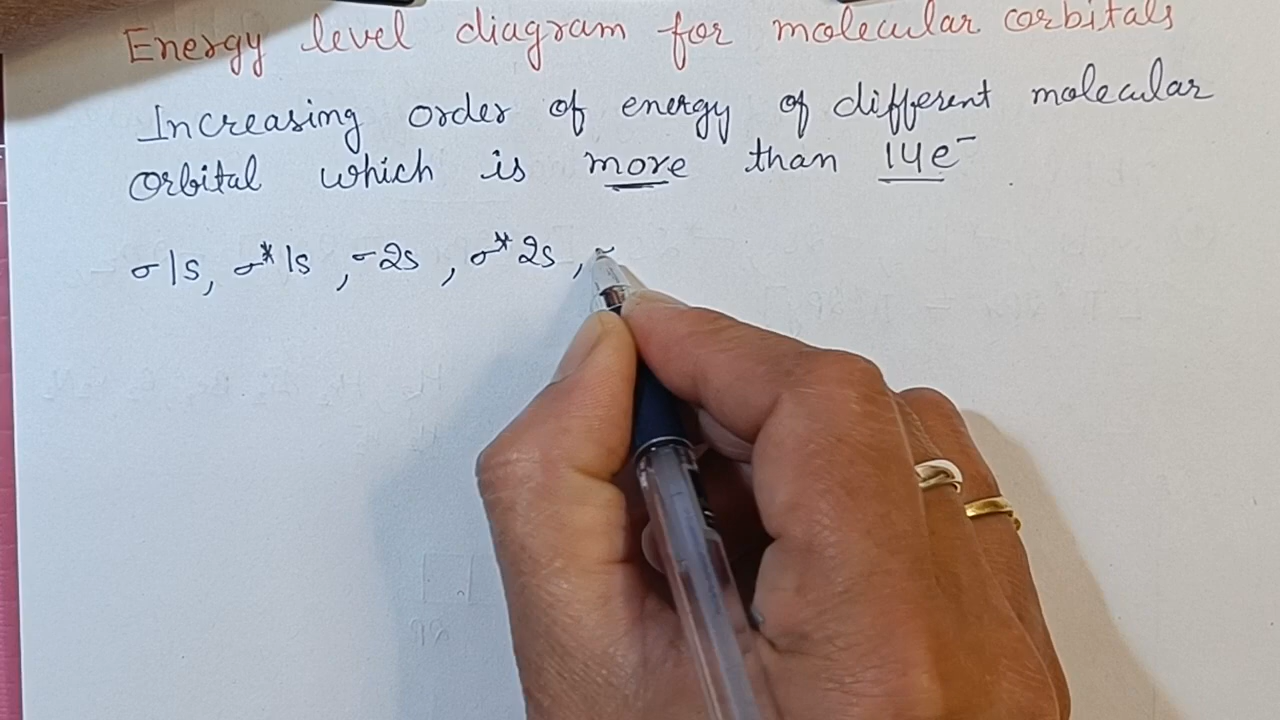 Energy level diagram for molecular orbitals
Increasing order of energy of different molecular
Orbital which is more than 14e⁻
σ1s, σ*1s, σ2s, σ*2s,